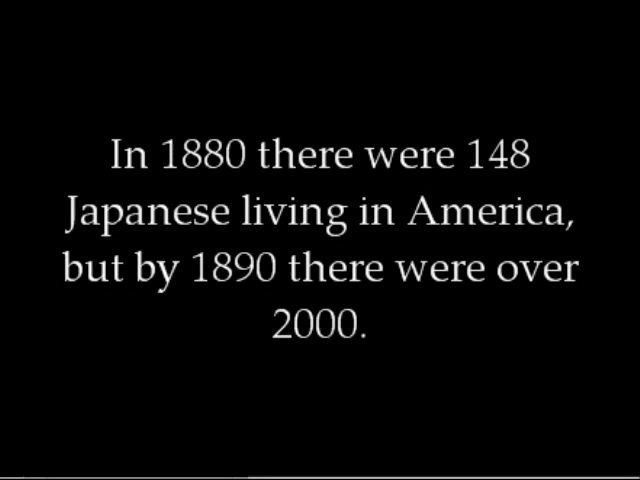 In 1880 there were 148
Japanese living in America,
but by 1890 there were over
2000.